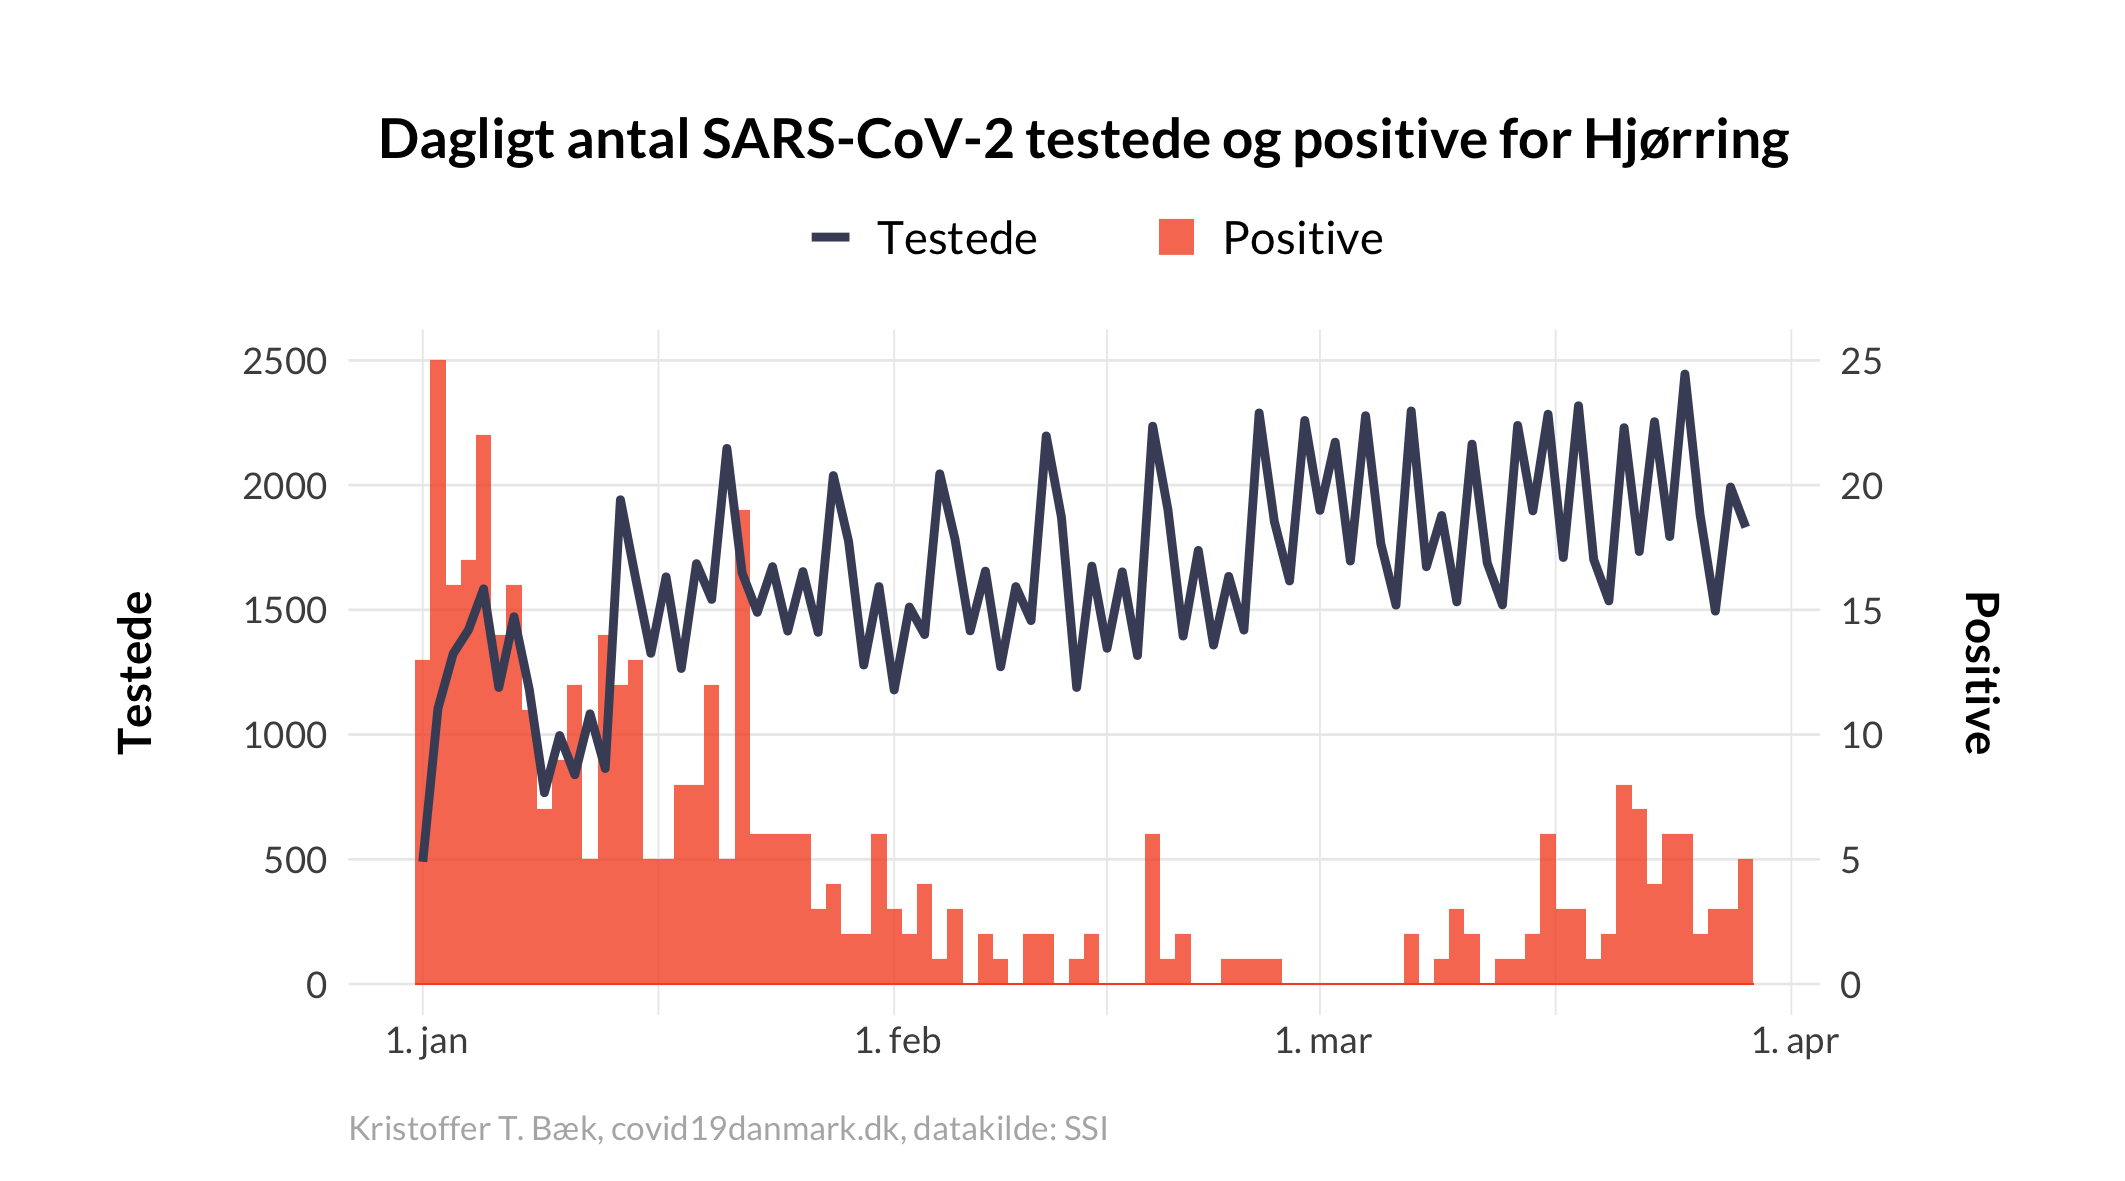 Dagligt antal SARS-CoV-2 testede og positive for Hjørring
Testede
Positive
Testede
2500
2000
1500
1000
500
0
25
20
15
10
5
0
Positive
1. jan
1. feb
1. mar
1. apr
Kristoffer T. Bæk, covid19danmark.dk, datakilde: SSI